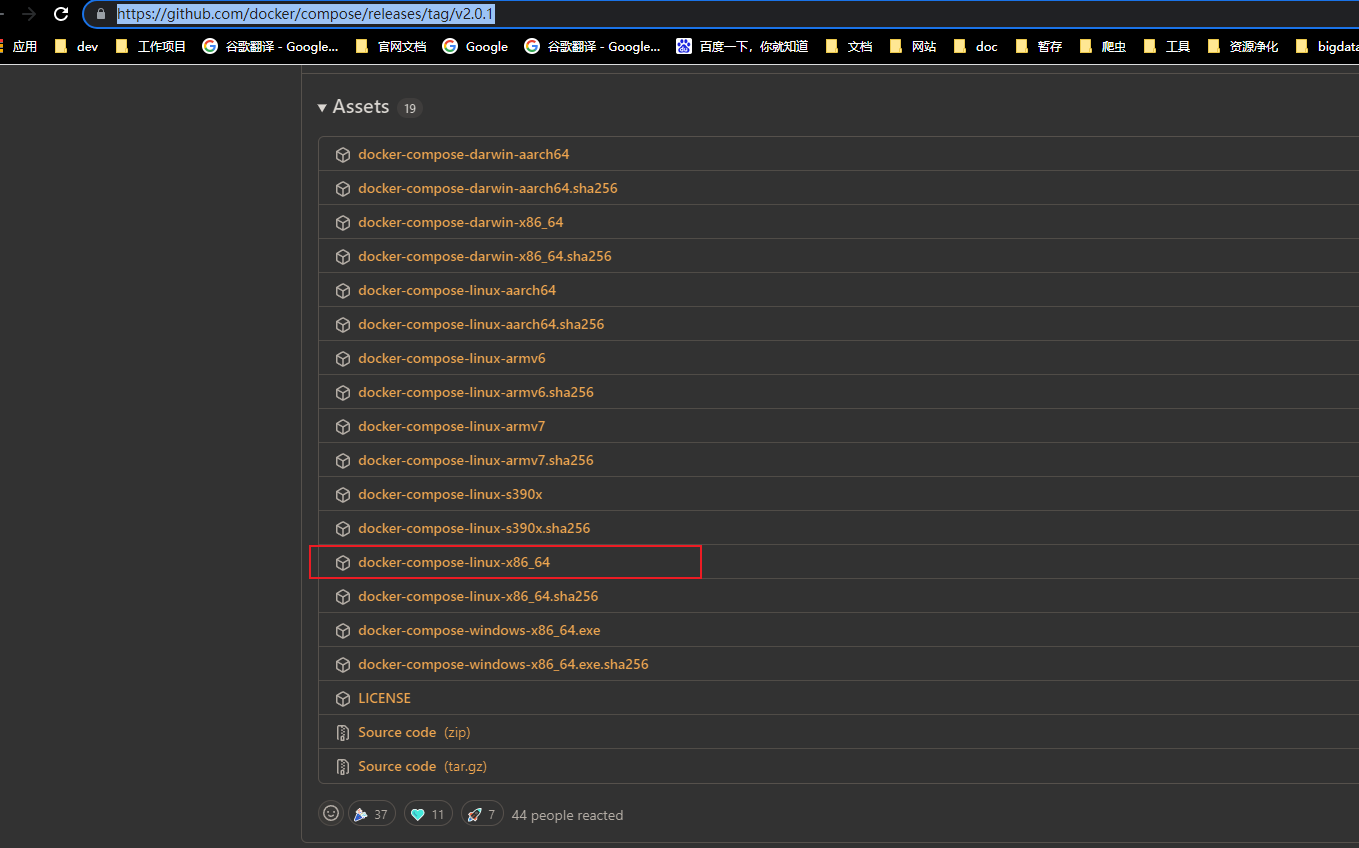 https://github.com/docker/compose/releases/tag/v2.0.1
应用 dev 工作项目 谷歌翻译 - Google... 官网文档 Google 谷歌翻译 - Google... 百度一下，你就知道 文档 网站 doc 暂存 爬虫 工具 资源净化 bigdata
Assets 19
docker-compose-darwin-aarch64
docker-compose-darwin-aarch64.sha256
docker-compose-darwin-x86_64
docker-compose-darwin-x86_64.sha256
docker-compose-linux-aarch64
docker-compose-linux-aarch64.sha256
docker-compose-linux-armv6
docker-compose-linux-armv6.sha256
docker-compose-linux-armv7
docker-compose-linux-armv7.sha256
docker-compose-linux-s390x
docker-compose-linux-s390x.sha256
docker-compose-linux-x86_64
docker-compose-linux-x86_64.sha256
docker-compose-windows-x86_64.exe
docker-compose-windows-x86_64.exe.sha256
LICENSE
Source code (zip)
Source code (tar.gz)
37 11 7 44 people reacted